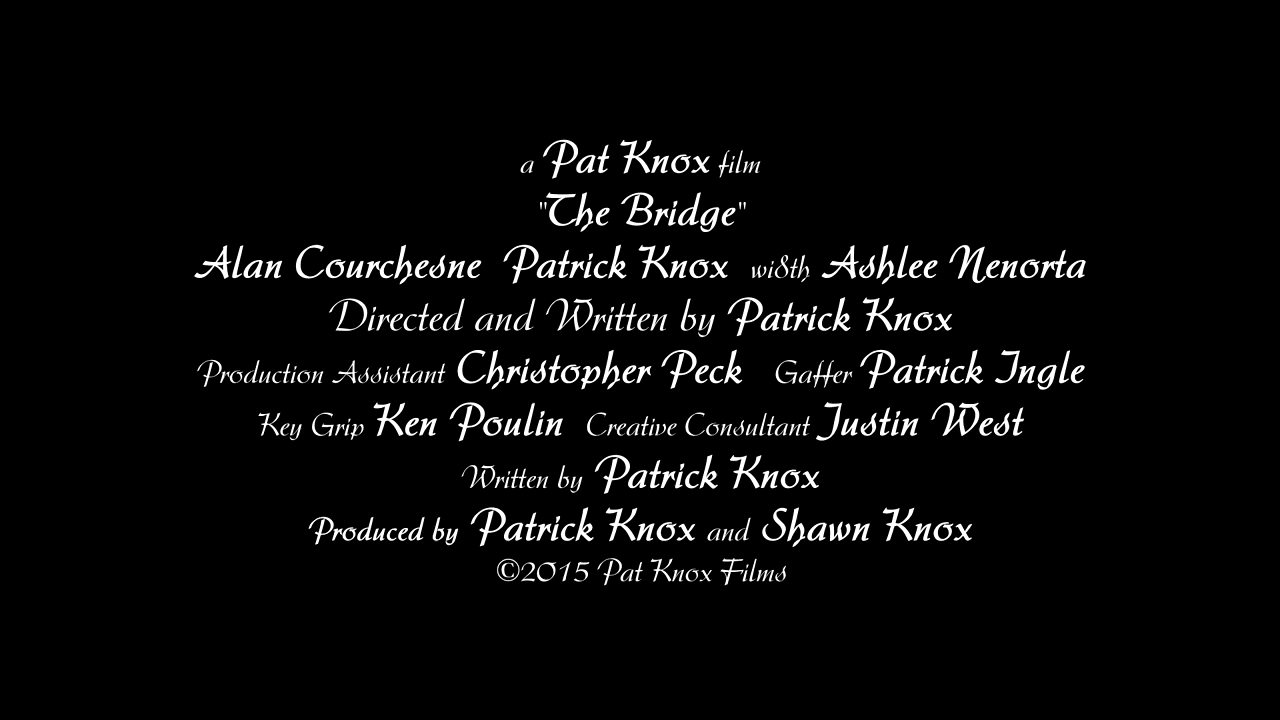 a Pat Knox film
"The Bridge"
Alan Courchesne Patrick Knox wi8th Ashlee Nenorta
Directed and Written by Patrick Knox
Production Assistant Christopher Peck Gaffer Patrick Ingle
Key Grip Ken Poulin Creative Consultant Justin West
Written by Patrick Knox
Produced by Patrick Knox and Shawn Knox
©2015 Pat Knox Films